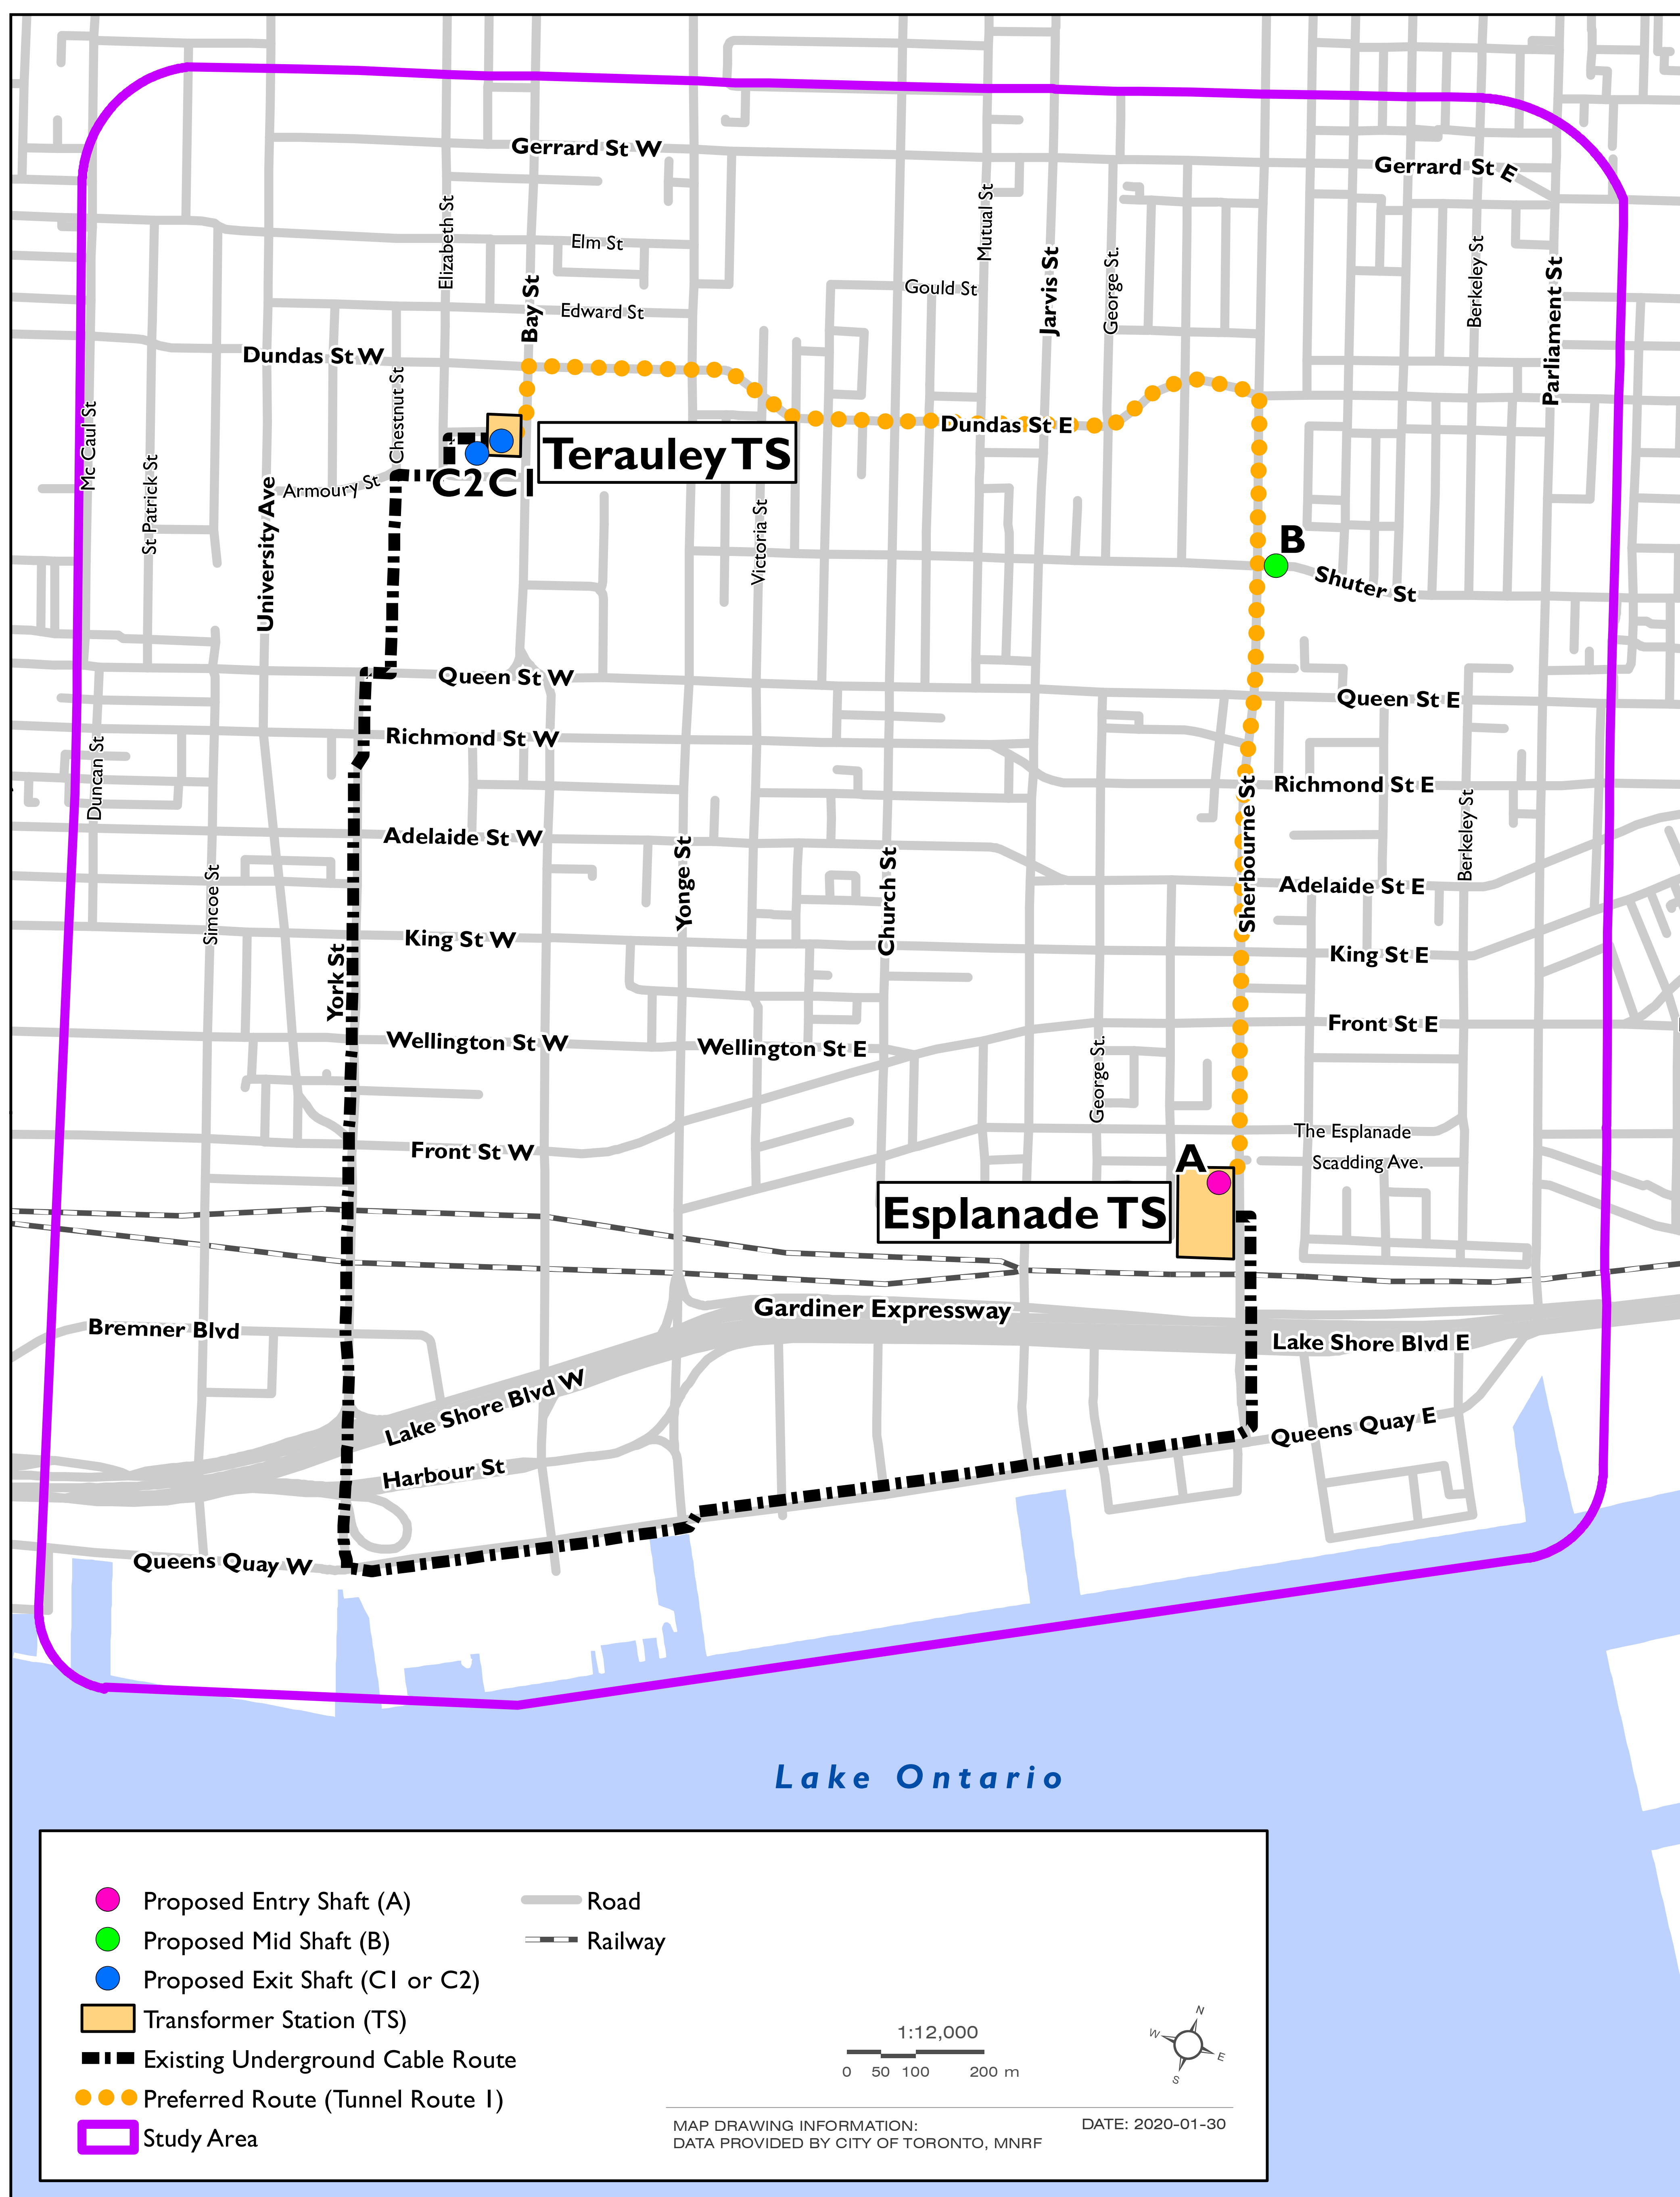 Gerrard St W
Gerrard St E
Elizabeth St
Elm St
Mutual St
Jarvis St
George St.
Berkeley St
Parliament St
Bay St
Edward St
Gould St
Dundas St W
Chestnut St
Mc Caul St
Dundas St E
Terauley TS
C2
C1
St Patrick St
University Ave
Armoury St
Victoria St
B
Shuter St
Queen St W
Queen St E
Richmond St W
Duncan St
Richmond St E
Sherbourne St
Berkeley St
Adelaide St W
Yonge St
Church St
Simcoe St
Adelaide St E
King St W
King St E
York St
Front St E
Wellington St W
Wellington St E
George St.
Front St W
The Esplanade
Scadding Ave.
A
Esplanade TS
Gardiner Expressway
Bremner Blvd
Lake Shore Blvd E
Lake Shore Blvd W
Queens Quay E
Harbour St
Queens Quay W
Lake Ontario
Proposed Entry Shaft (A)
Proposed Mid Shaft (B)
Proposed Exit Shaft (C1 or C2)
Transformer Station (TS)
Existing Underground Cable Route
Preferred Route (Tunnel Route 1)
Study Area
Road
Railway
1:12,000
0 50 100 200 m
N
W
E
S
MAP DRAWING INFORMATION:
DATA PROVIDED BY CITY OF TORONTO, MNRF
DATE: 2020-01-30